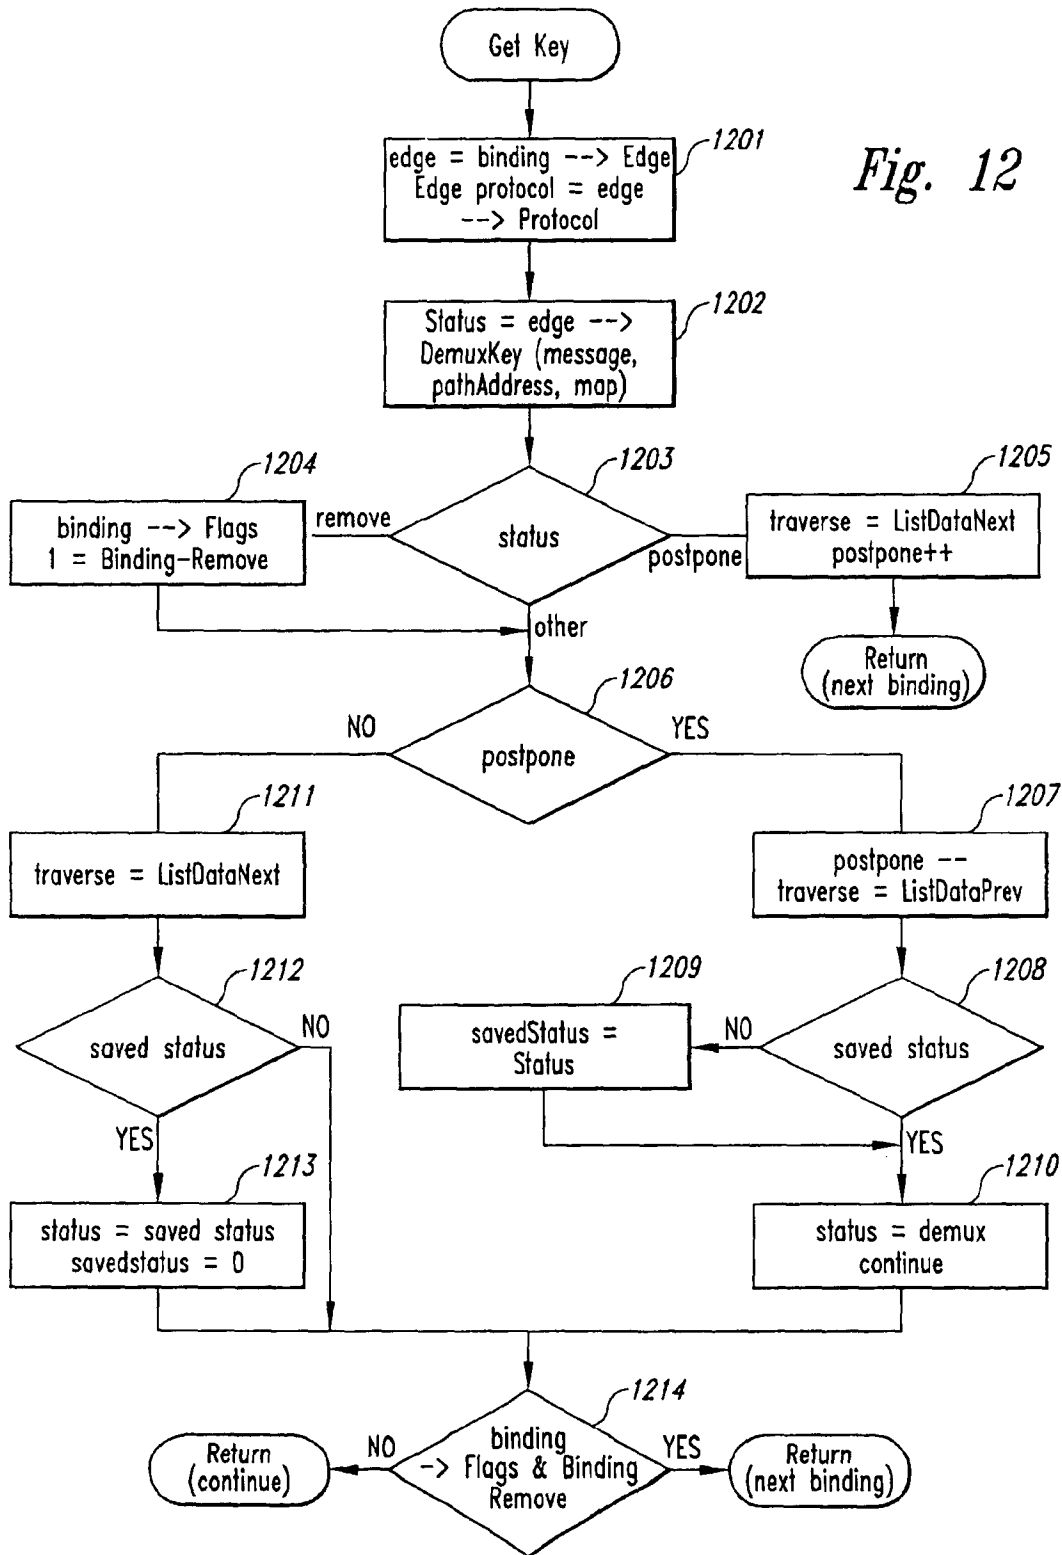 Get Key
Fig. 12
1201
edge = binding --> Edge
Edge protocol = edge
--> Protocol
1202
Status = edge -->
DemuxKey (message,
pathAddress, map)
1203
status
remove
postpone
other
1204
binding --> Flags
1 = Binding-Remove
1205
traverse = ListDataNext
postpone++
Return
(next binding)
1206
postpone
NO
YES
1211
traverse = ListDataNext
1207
postpone --
traverse = ListDataPrev
1212
saved status
NO
YES
1209
savedStatus =
Status
1208
saved status
NO
YES
1213
status = saved status
savedstatus = 0
1210
status = demux
continue
1214
binding
-> Flags & Binding
Remove
NO
YES
Return
(continue)
Return
(next binding)